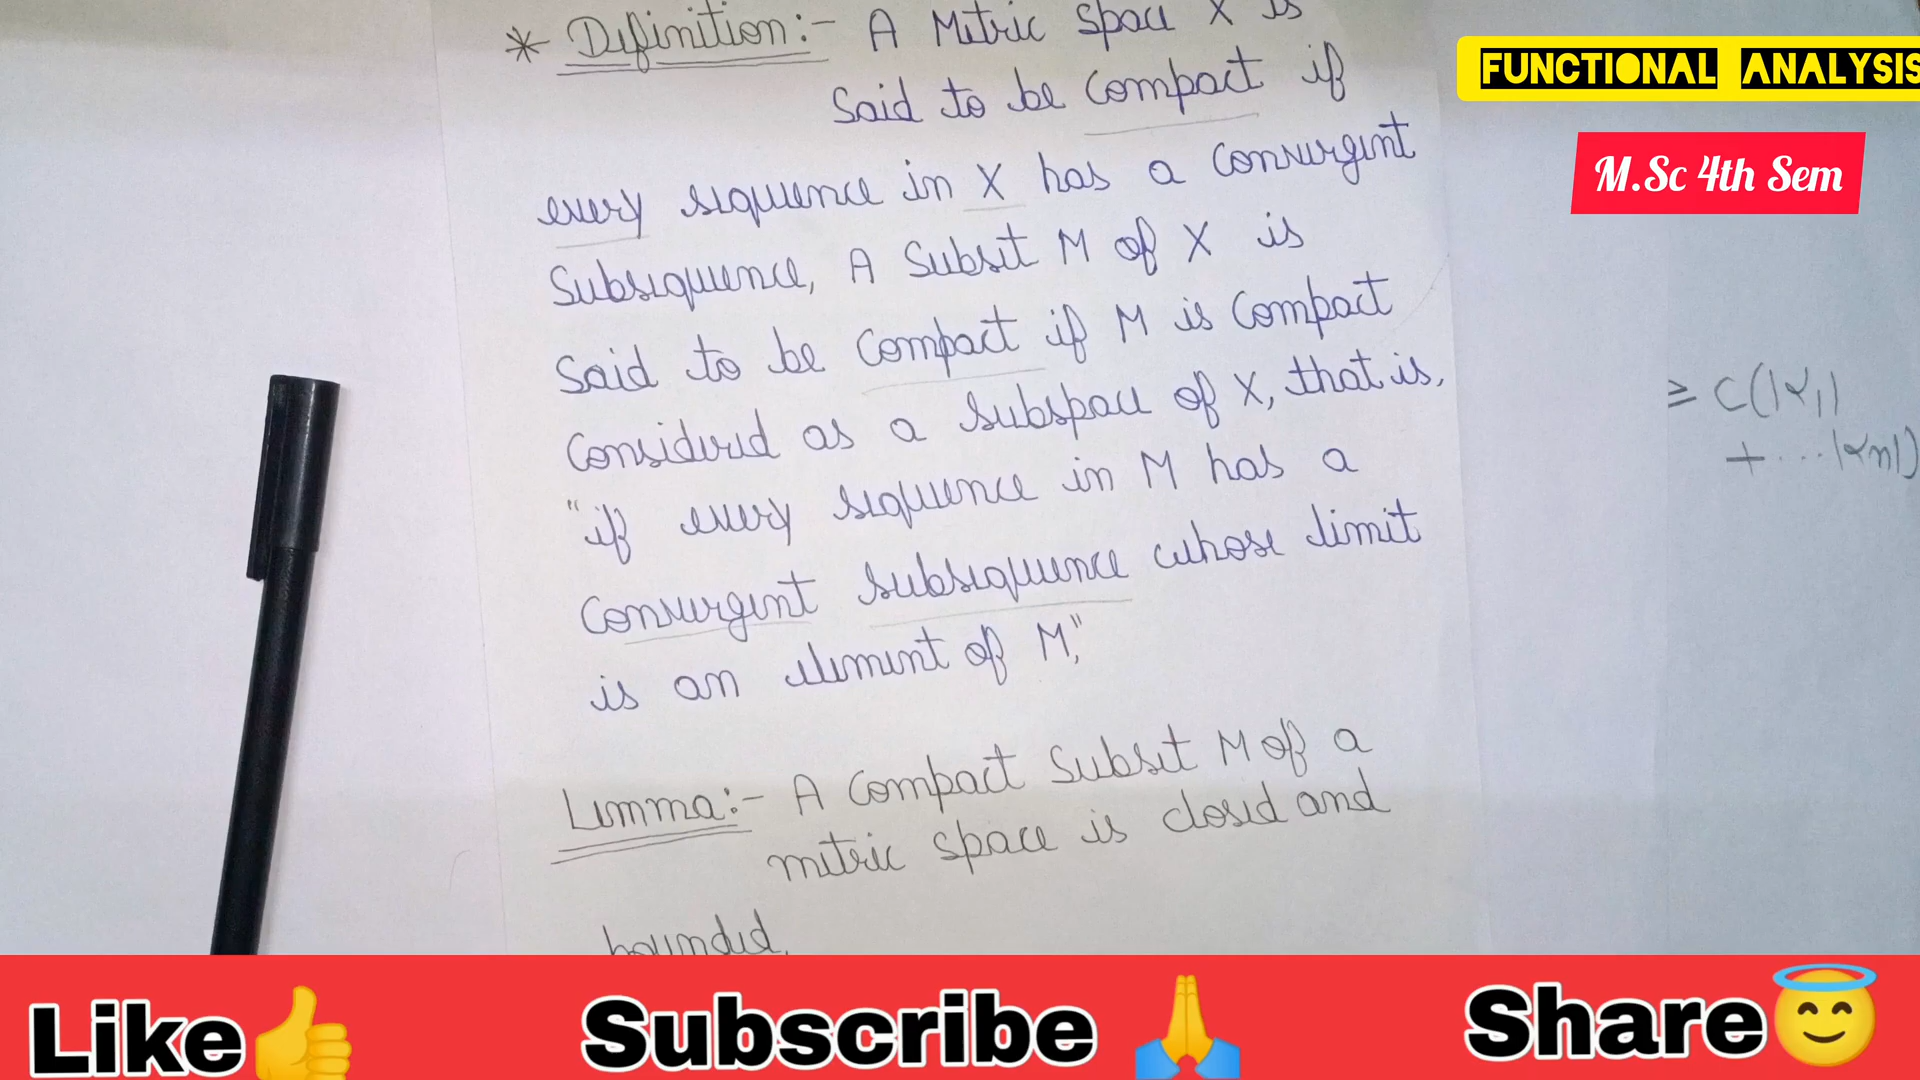 * Definition:- A Metric space X is
Said to be Compact if
every sequence in X has a Convergent
Subsequence, A Subset M of X is
Said to be Compact if M is Compact
Considered as a Subspace of X, that is,
"if every sequence in M has a
Convergent subsequence whose limit
is an element of M,"
Lemma:- A Compact Subset M of a
metric space is closed and
bounded.
≥ C(|α1|
+ ... |αn|)
FUNCTIONAL ANALYSIS
M.Sc 4th Sem
Like👍 Subscribe 🙏 Share😇